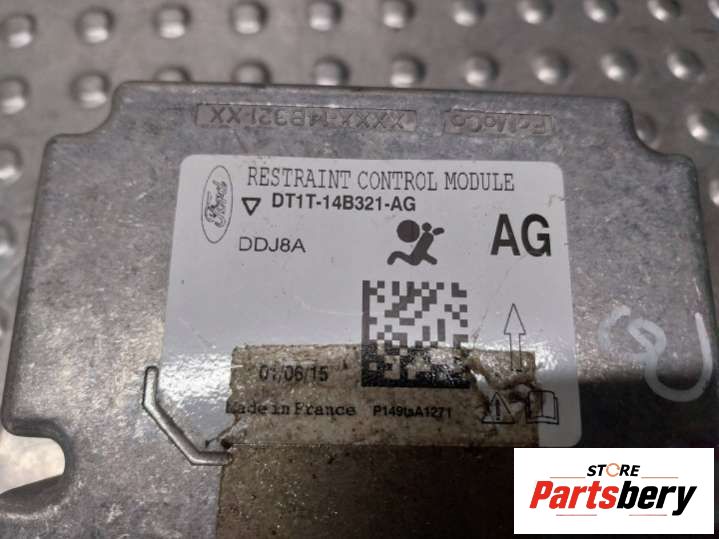 XXXX-14B321-XX
FoMoCo
Ford
RESTRAINT CONTROL MODULE
DT1T-14B321-AG
DDJ8A
AG
01/06/15
Made in France
STORE
Partsbery